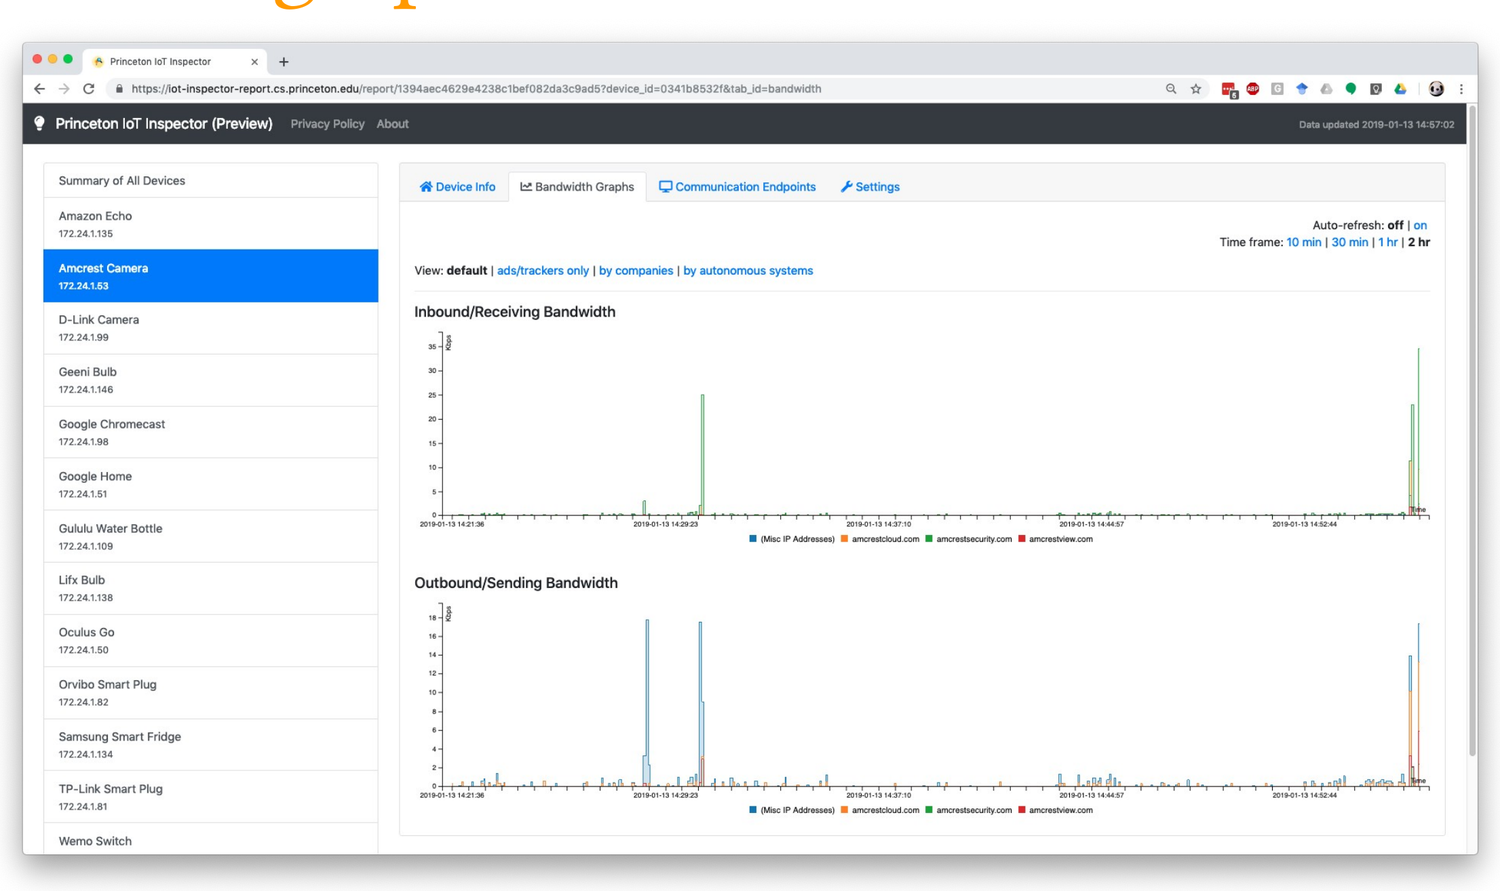 Princeton IoT Inspector
https://iot-inspector-report.cs.princeton.edu/report/1394aec4629e4238c1bef082da3c9ad5?device_id=0341b8532f&tab_id=bandwidth
ABP
6
Princeton IoT Inspector (Preview) Privacy Policy About
Data updated 2019-01-13 14:57:02
Summary of All Devices
Amazon Echo
172.24.1.135
Amcrest Camera
172.24.1.53
D-Link Camera
172.24.1.99
Geeni Bulb
172.24.1.146
Google Chromecast
172.24.1.98
Google Home
172.24.1.51
Gululu Water Bottle
172.24.1.109
Lifx Bulb
172.24.1.138
Oculus Go
172.24.1.50
Orvibo Smart Plug
172.24.1.82
Samsung Smart Fridge
172.24.1.134
TP-Link Smart Plug
172.24.1.81
Wemo Switch
Device Info Bandwidth Graphs Communication Endpoints Settings
Auto-refresh: off | on
Time frame: 10 min | 30 min | 1 hr | 2 hr
View: default | ads/trackers only | by companies | by autonomous systems
Inbound/Receiving Bandwidth
Kbps
35
30
25
20
15
10
5
0
Time
2019-01-13 14:21:36 2019-01-13 14:29:23 2019-01-13 14:37:10 2019-01-13 14:44:57 2019-01-13 14:52:44
(Misc IP Addresses) amcrestcloud.com amcrestsecurity.com amcrestview.com
Outbound/Sending Bandwidth
Kbps
18
16
14
12
10
8
6
4
2
0
Time
2019-01-13 14:21:36 2019-01-13 14:29:23 2019-01-13 14:37:10 2019-01-13 14:44:57 2019-01-13 14:52:44
(Misc IP Addresses) amcrestcloud.com amcrestsecurity.com amcrestview.com